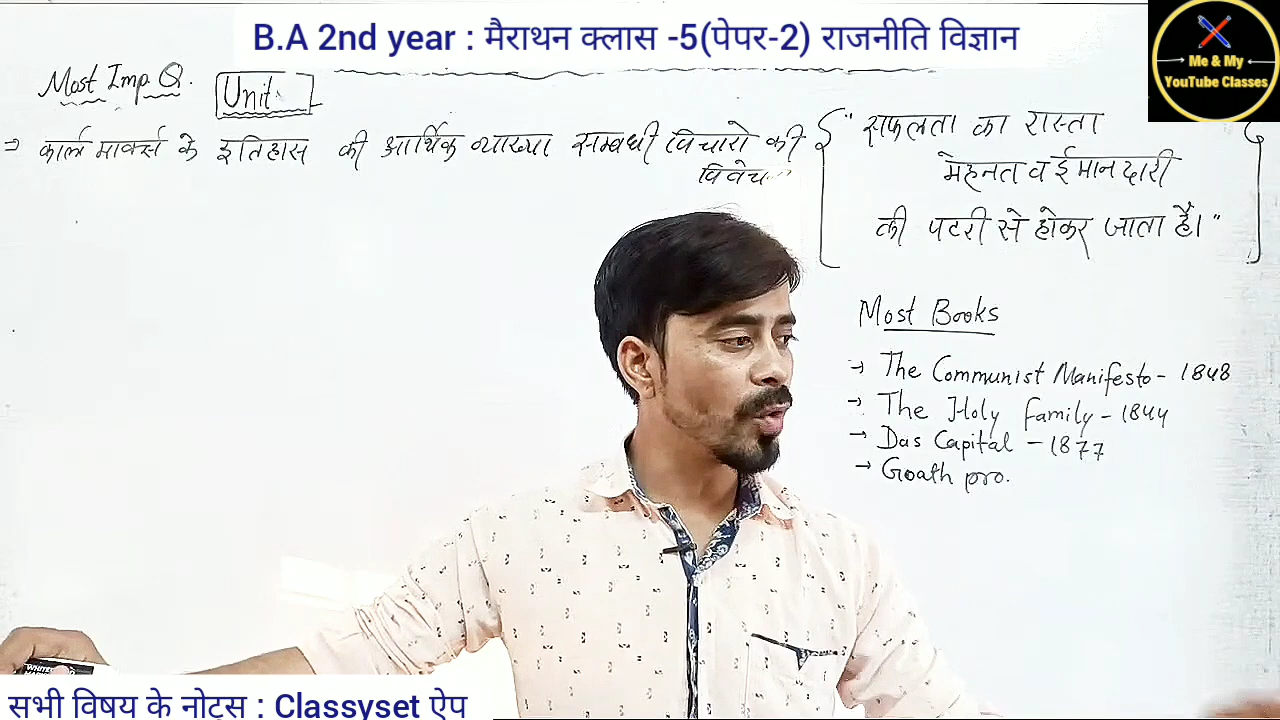 B.A 2nd year : मैराथन क्लास -5(पेपर-2) राजनीति विज्ञान
Me & My
YouTube Classes
Most Imp Q.
Unit
⇒ कार्ल मार्क्स के इतिहास की आर्थिक व्याख्या सम्बधी विचारो की
विवेच
" सफलता का रास्ता
मेहनत व ईमानदारी
की पटरी से होकर जाता है। "
Most Books
→ The Communist Manifesto - 1848
→ The Holy family - 1844
→ Das Capital - 1877
→ Goath pro.
सभी विषय के नोट्स : Classyset ऐप